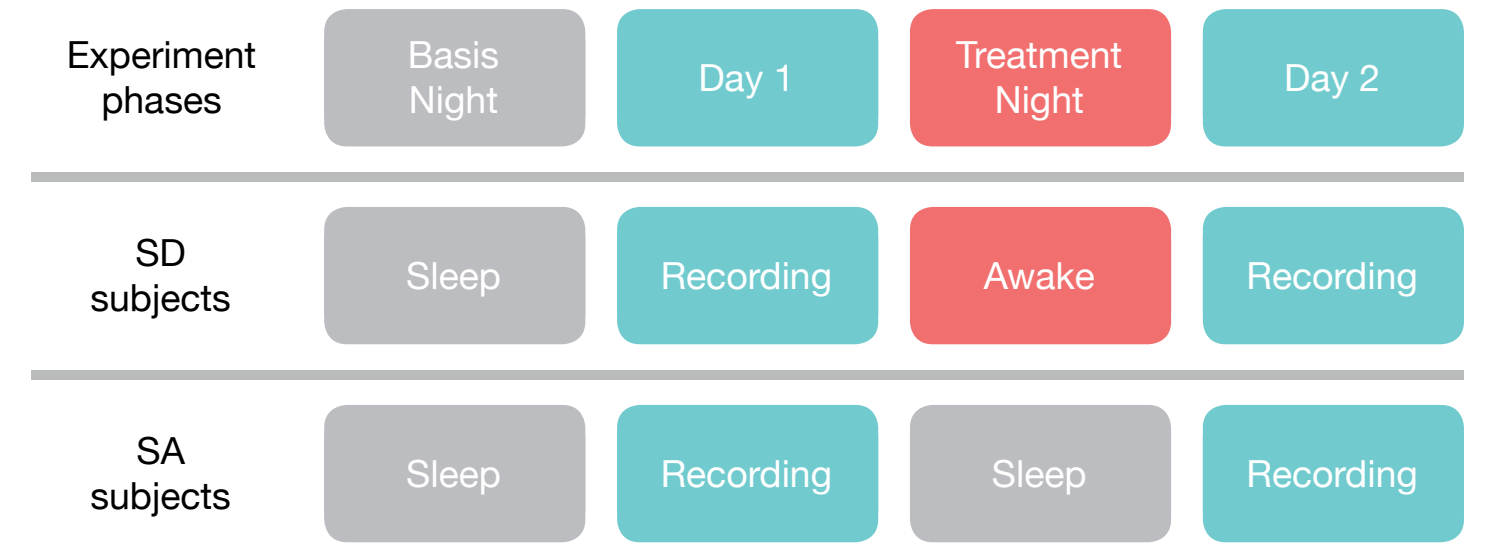 Experiment
phases
Basis
Night
Day 1
Treatment
Night
Day 2
SD
subjects
Sleep
Recording
Awake
Recording
SA
subjects
Sleep
Recording
Sleep
Recording